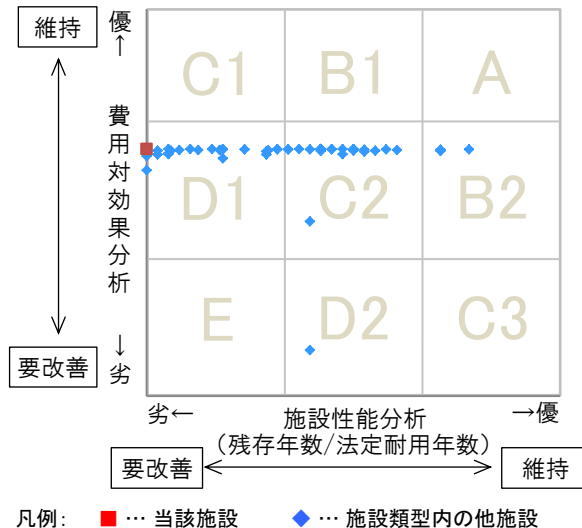 維持
優←
費用対効果分析
→劣
要改善
C1 B1 A
D1 C2 B2
E D2 C3
劣← 施設性能分析 →優
(残存年数/法定耐用年数)
要改善 維持
凡例: … 当該施設 … 施設類型内の他施設